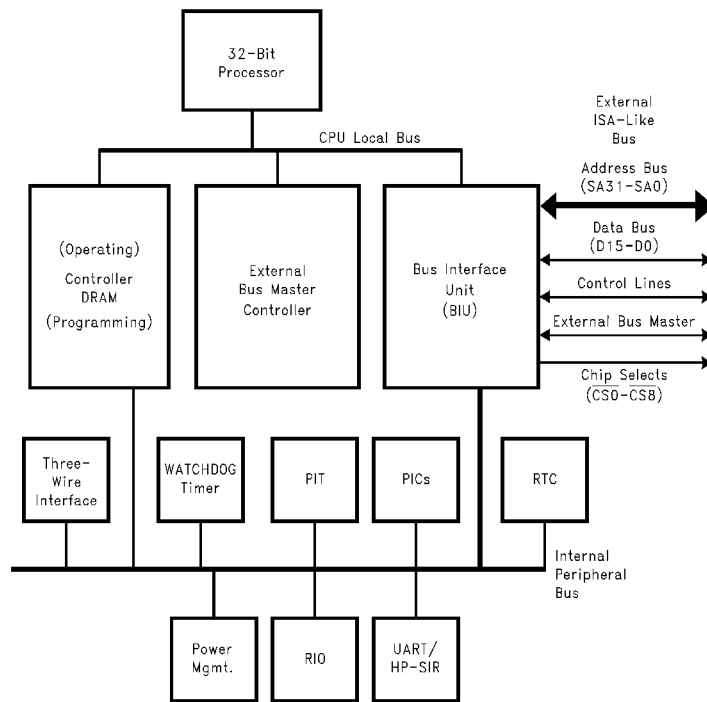 32-Bit
Processor
CPU Local Bus
External
ISA-Like
Bus
Address Bus
(SA31-SA0)
(Operating)
Controller
DRAM
(Programming)
External
Bus Master
Controller
Bus Interface
Unit
(BIU)
Data Bus
(D15-D0)
Control Lines
External Bus Master
Chip Selects
(C̅S̅0̅-C̅S̅8̅)
Three-
Wire
Interface
WATCHDOG
Timer
PIT
PICs
RTC
Internal
Peripheral
Bus
Power
Mgmt.
RIO
UART/
HP-SIR